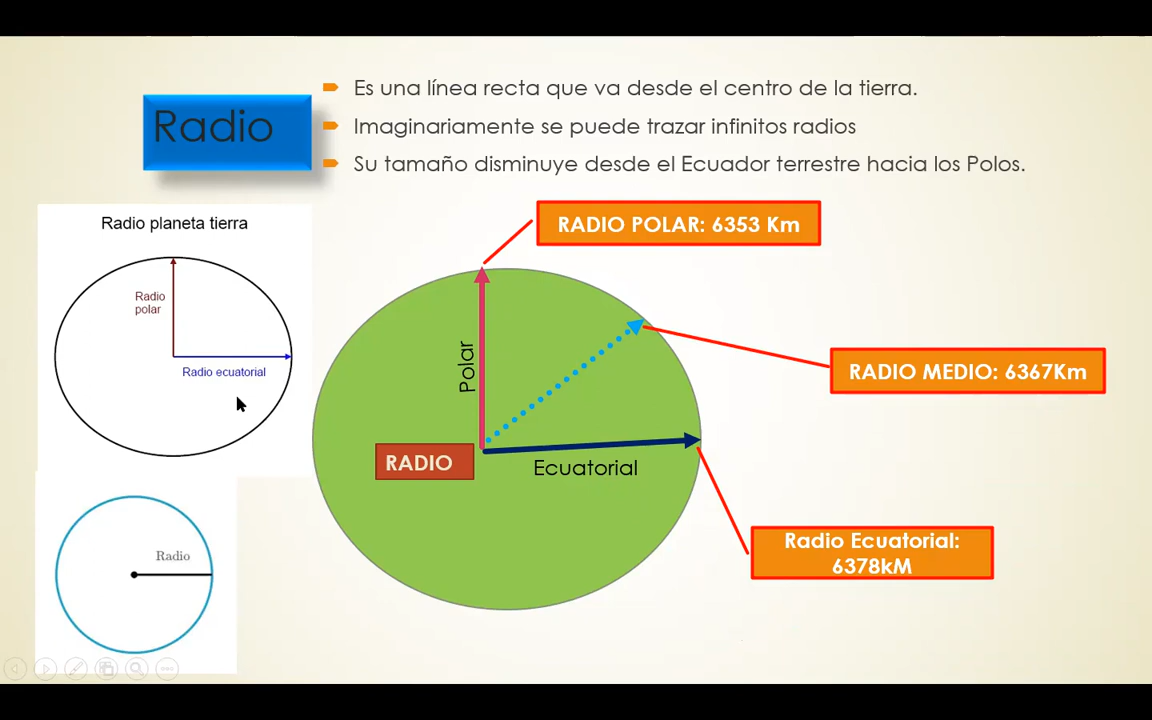 Radio
Es una línea recta que va desde el centro de la tierra.
Imaginariamente se puede trazar infinitos radios
Su tamaño disminuye desde el Ecuador terrestre hacia los Polos.
Radio planeta tierra
Radio
polar
Radio ecuatorial
Radio
RADIO POLAR: 6353 Km
Polar
RADIO MEDIO: 6367Km
RADIO
Ecuatorial
Radio Ecuatorial:
6378kM